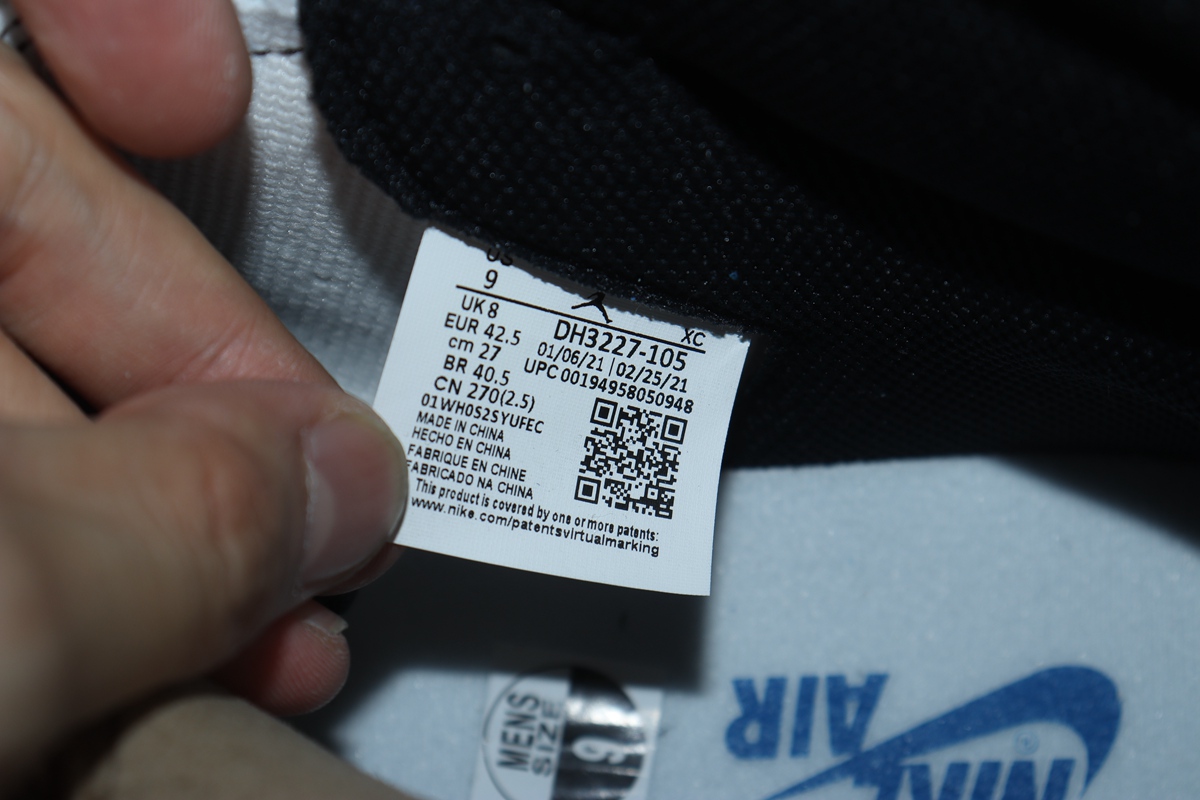 US
9
XC
UK 8
EUR 42.5
cm 27
BR 40.5
CN 270(2.5)
DH3227-105
01/06/21 | 02/25/21
UPC 00194958050948
01WH0S2SYUFEC
MADE IN CHINA
HECHO EN CHINA
FABRIQUE EN CHINE
FABRICADO NA CHINA
This product is covered by one or more patents:
www.nike.com/patentsvirtualmarking
MENS
SIZE
9
NIKE
AIR